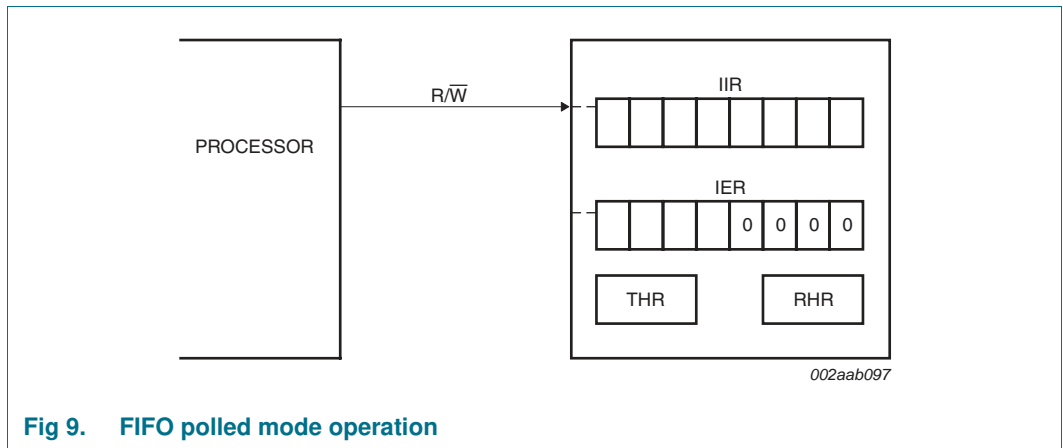 R/W̅
IIR
PROCESSOR
IER
0 0 0 0
THR RHR
002aab097
Fig 9. FIFO polled mode operation